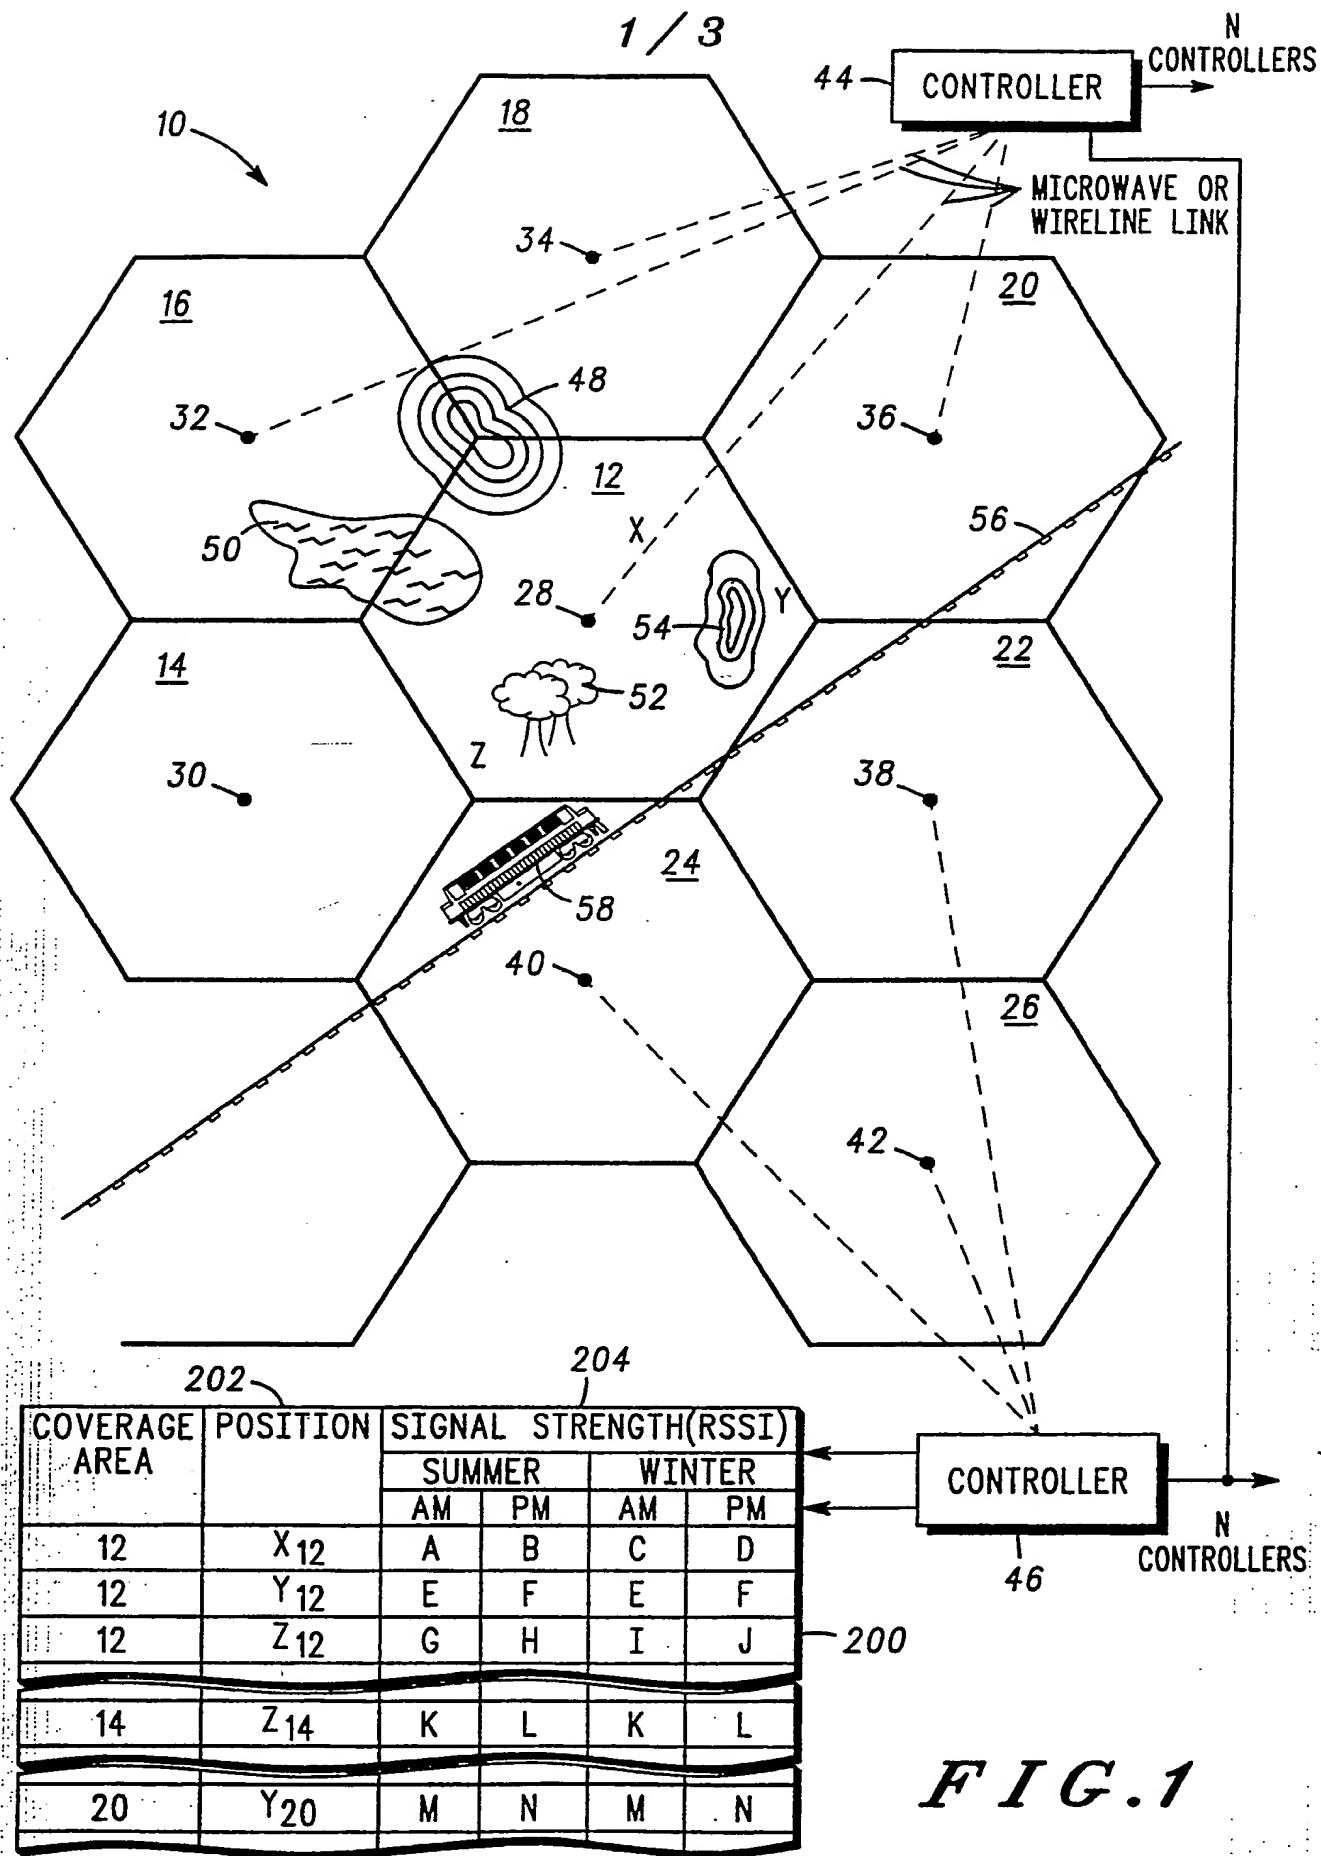 1/3
N
CONTROLLERS
44
CONTROLLER
10
18
MICROWAVE OR
WIRELINE LINK
34
16
20
48
32
36
12
X
56
50
Y
28
54
14
22
52
Z
30
38
24
58
40
26
42
202
204
COVERAGE AREA | POSITION | SIGNAL STRENGTH(RSSI)
SUMMER | WINTER
AM | PM | AM | PM
12 | X12 | A | B | C | D
12 | Y12 | E | F | E | F
12 | Z12 | G | H | I | J
14 | Z14 | K | L | K | L
20 | Y20 | M | N | M | N
200
CONTROLLER
46
N
CONTROLLERS
FIG.1